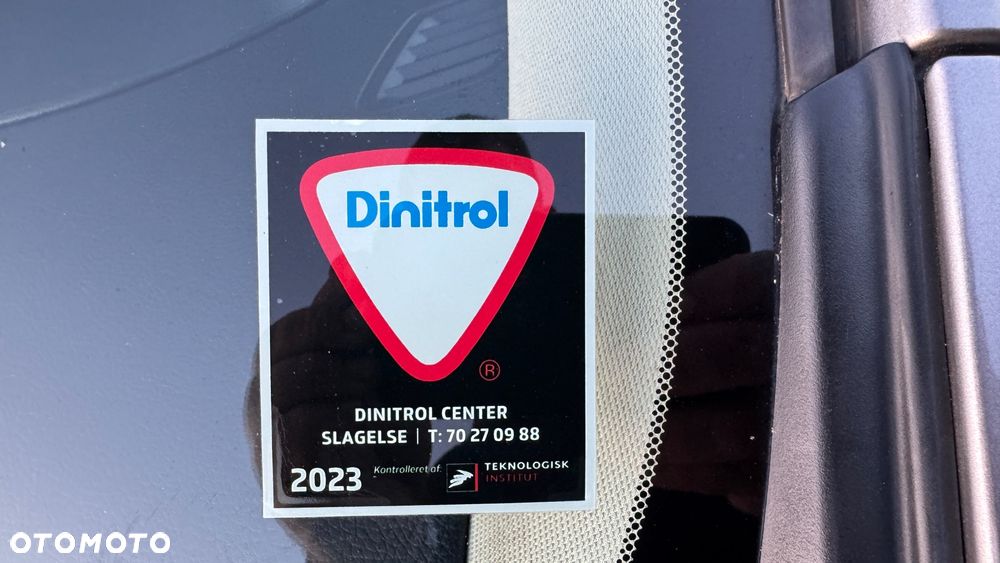 Dinitrol
®
DINITROL CENTER
SLAGELSE | T: 70 27 09 88
2023 Kontrolleret af: TEKNOLOGISK
INSTITUT
OTOMOTO